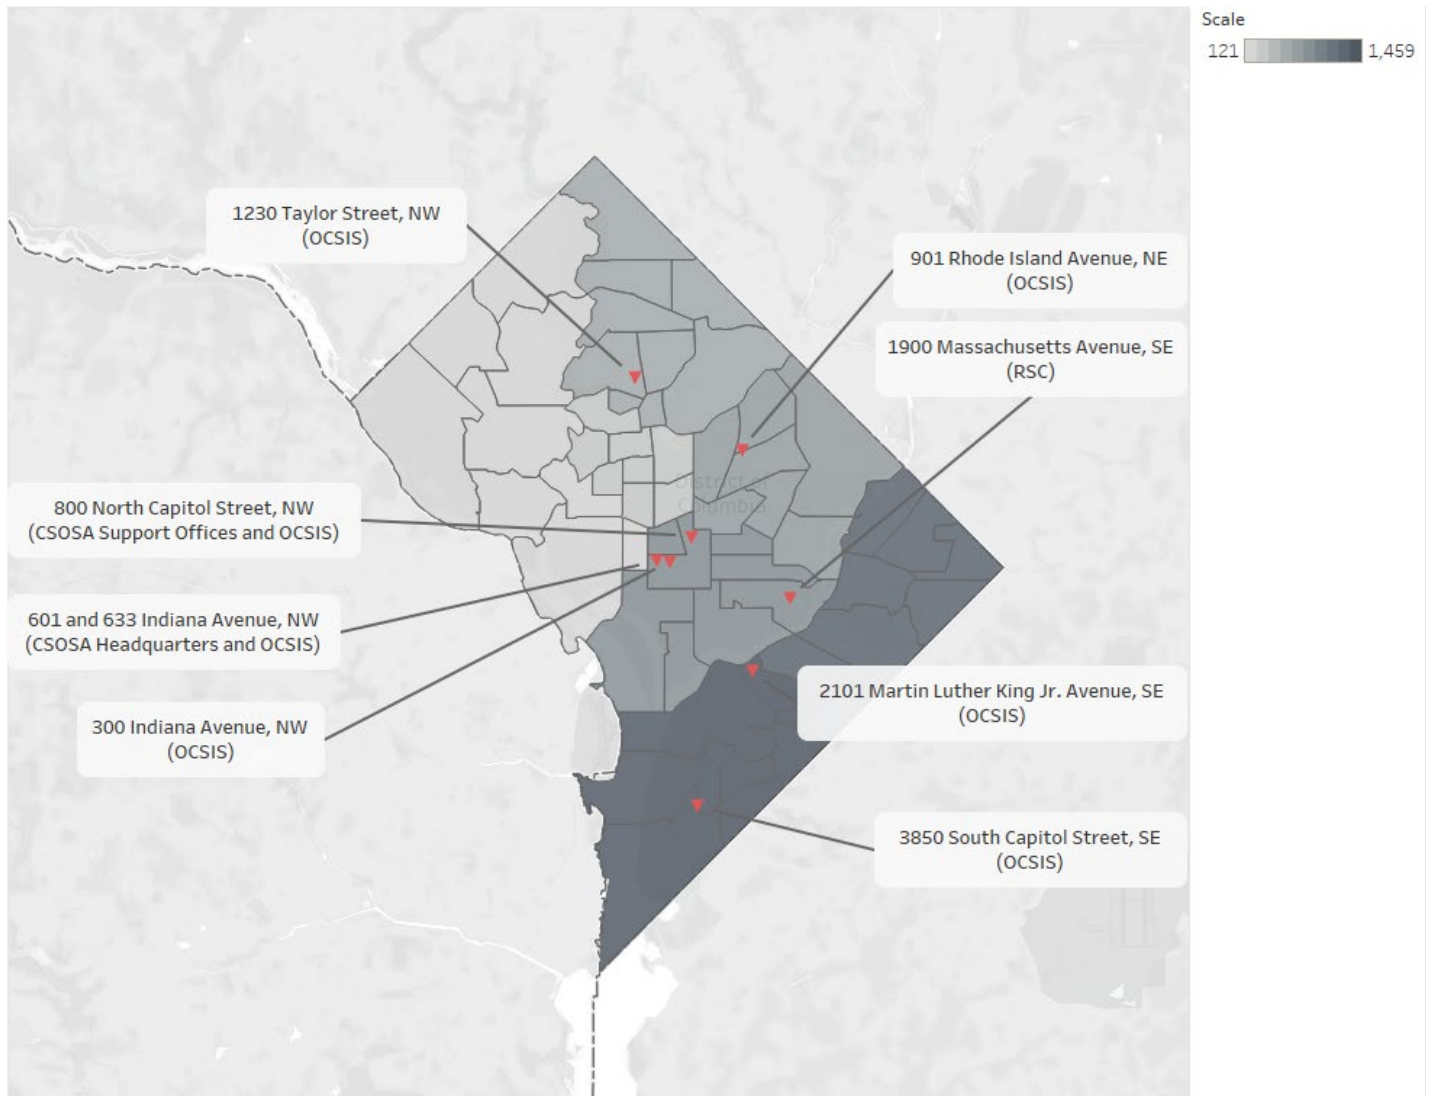 Scale
121
1,459
1230 Taylor Street, NW
(OCSIS)
901 Rhode Island Avenue, NE
(OCSIS)
1900 Massachusetts Avenue, SE
(RSC)
District of
Columbia
800 North Capitol Street, NW
(CSOSA Support Offices and OCSIS)
601 and 633 Indiana Avenue, NW
(CSOSA Headquarters and OCSIS)
2101 Martin Luther King Jr. Avenue, SE
(OCSIS)
300 Indiana Avenue, NW
(OCSIS)
3850 South Capitol Street, SE
(OCSIS)